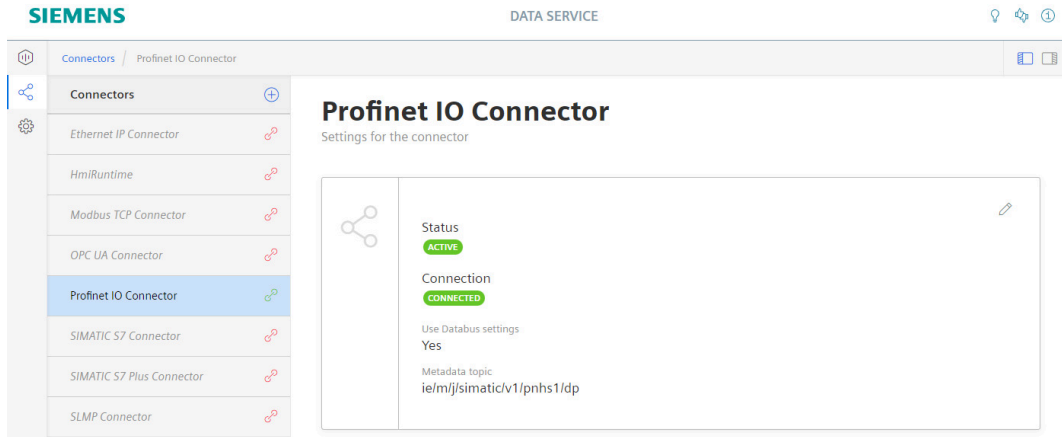 SIEMENS
DATA SERVICE
Connectors / Profinet IO Connector
Connectors
Ethernet IP Connector
HmiRuntime
Modbus TCP Connector
OPC UA Connector
Profinet IO Connector
SIMATIC S7 Connector
SIMATIC S7 Plus Connector
SLMP Connector
Profinet IO Connector
Settings for the connector
Status
ACTIVE
Connection
CONNECTED
Use Databus settings
Yes
Metadata topic
ie/m/j/simatic/v1/pnhs1/dp